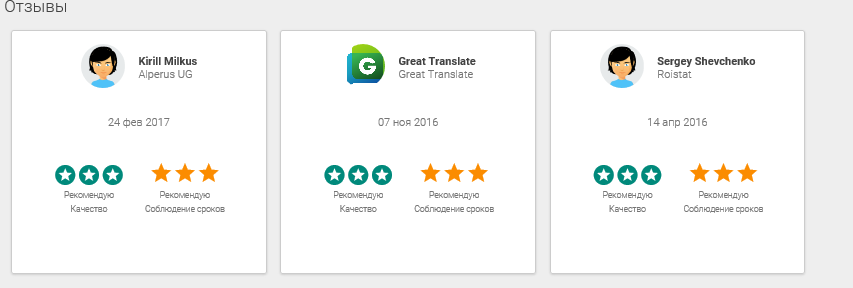 Отзывы
Kirill Milkus
Alperus UG
24 фев 2017
Рекомендую
Качество
Рекомендую
Соблюдение сроков
G
Great Translate
Great Translate
07 ноя 2016
Рекомендую
Качество
Рекомендую
Соблюдение сроков
Sergey Shevchenko
Roistat
14 апр 2016
Рекомендую
Качество
Рекомендую
Соблюдение сроков